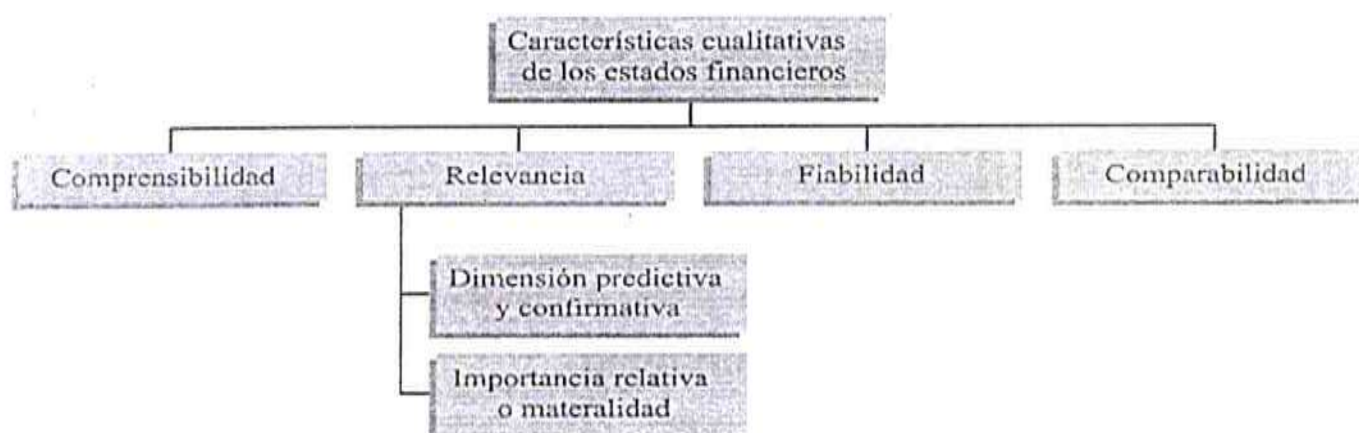 Características cualitativas
de los estados financieros
Comprensibilidad
Relevancia
Fiabilidad
Comparabilidad
Dimensión predictiva
y confirmativa
Importancia relativa
o materalidad